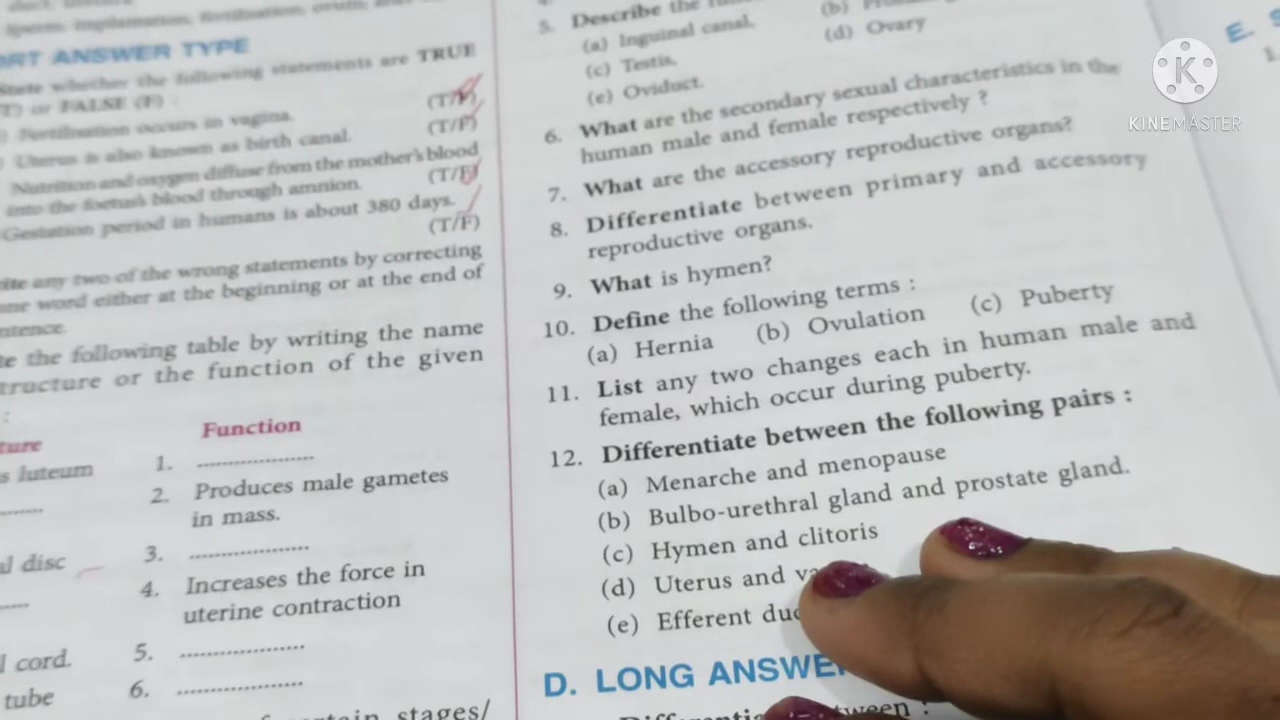 ORT ANSWER TYPE
State whether the following statements are TRUE
(T) or FALSE (F) :
Fertilisation occurs in vagina. (T/F)
Uterus is also known as birth canal. (T/F)
Nutrition and oxygen diffuse from the mother's blood
into the foetus's blood through amnion. (T/F)
Gestation period in humans is about 380 days.
(T/F)
ite any two of the wrong statements by correcting
one word either at the beginning or at the end of
ntence.
te the following table by writing the name
tructure or the function of the given
:
ture Function
s luteum 1. ....................
.......... 2. Produces male gametes
in mass.
al disc 3. ....................
...... 4. Increases the force in
uterine contraction
l cord. 5. ....................
tube 6. ....................
stages/
5. Describe the
(a) Inguinal canal. (b)
(c) Testis. (d) Ovary
(e) Oviduct.
6. What are the secondary sexual characteristics in the
human male and female respectively ?
7. What are the accessory reproductive organs?
8. Differentiate between primary and accessory
reproductive organs.
9. What is hymen?
10. Define the following terms :
(a) Hernia (b) Ovulation (c) Puberty
11. List any two changes each in human male and
female, which occur during puberty.
12. Differentiate between the following pairs :
(a) Menarche and menopause
(b) Bulbo-urethral gland and prostate gland.
(c) Hymen and clitoris
(d) Uterus and va
(e) Efferent duc
D. LONG ANSWE
E. S
1.
K
KINEMASTER